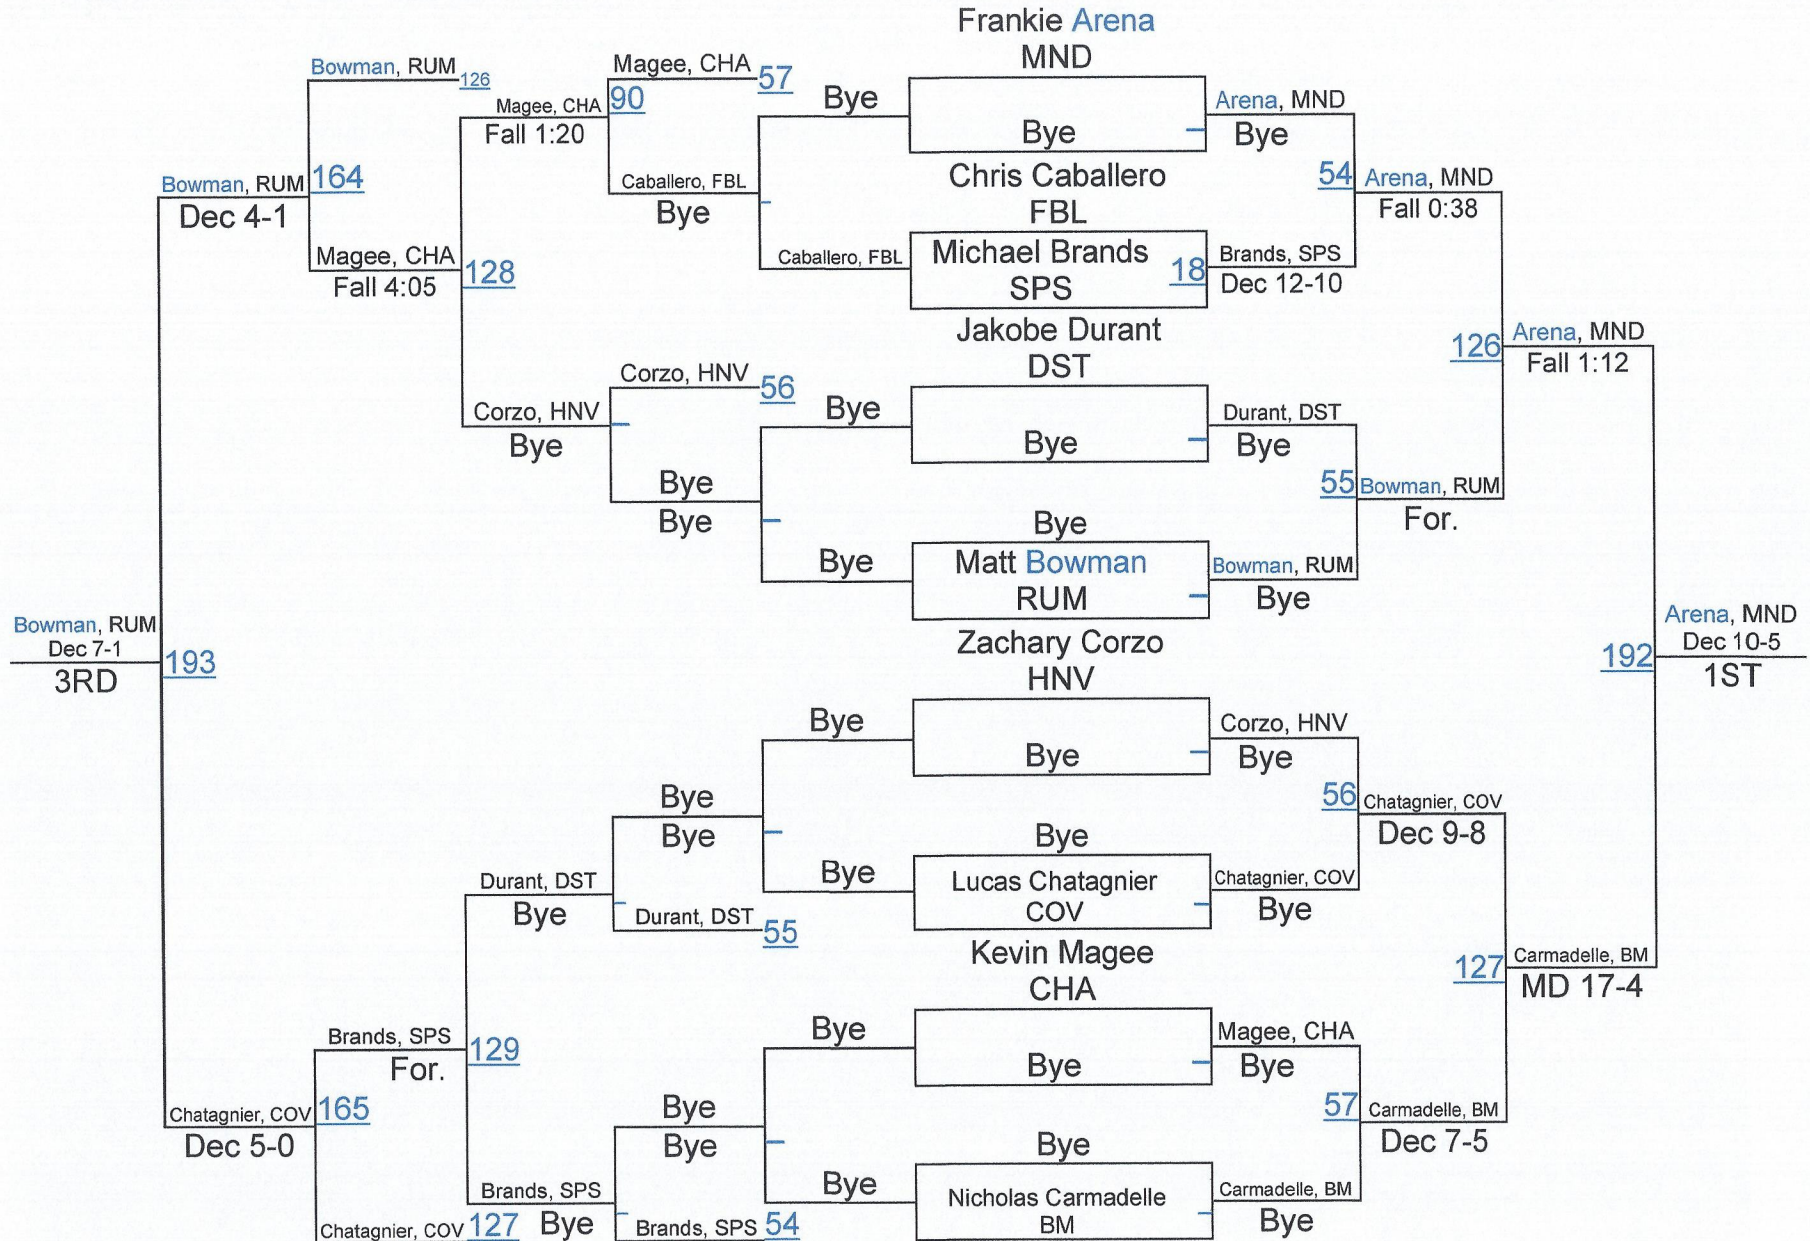 Frankie Arena
MND
Bowman, RUM
126
Magee, CHA
57
Magee, CHA
90
Bye
Arena, MND
Fall 1:20
Bye
Bye
54
Arena, MND
Fall 0:38
Bowman, RUM
164
Dec 4-1
Caballero, FBL
Bye
Chris Caballero
FBL
Magee, CHA
Fall 4:05
128
Caballero, FBL
Michael Brands
SPS
18
Brands, SPS
Dec 12-10
Jakobe Durant
DST
126
Arena, MND
Fall 1:12
Corzo, HNV
56
Corzo, HNV
Bye
Bye
Bye
Durant, DST
Bye
Bye
Bye
55
Bowman, RUM
For.
Bye
Bye
Matt Bowman
RUM
Bowman, RUM
Bye
Bowman, RUM
Dec 7-1
3RD
193
Zachary Corzo
HNV
192
Arena, MND
Dec 10-5
1ST
Bye
Bye
Corzo, HNV
Bye
Bye
Bye
56
Chatagnier, COV
Dec 9-8
Bye
Durant, DST
Bye
Bye
Lucas Chatagnier
COV
Chatagnier, COV
Bye
Durant, DST
55
Kevin Magee
CHA
127
Carmadelle, BM
MD 17-4
Brands, SPS
For.
129
Bye
Bye
Magee, CHA
Bye
Chatagnier, COV
165
Dec 5-0
Bye
Bye
57
Carmadelle, BM
Dec 7-5
Bye
Brands, SPS
Bye
Bye
Nicholas Carmadelle
BM
Carmadelle, BM
Bye
Chatagnier, COV
127
Brands, SPS
54